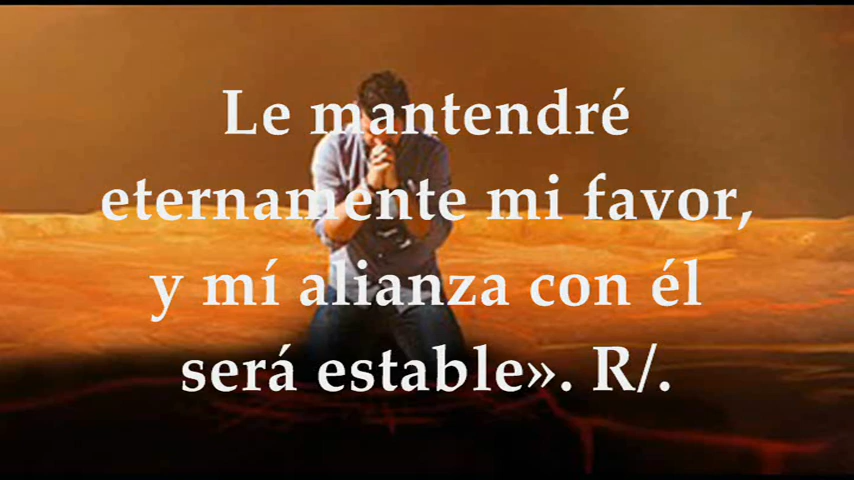 Le mantendré
eternamente mi favor,
y mí alianza con él
será estable». R/.